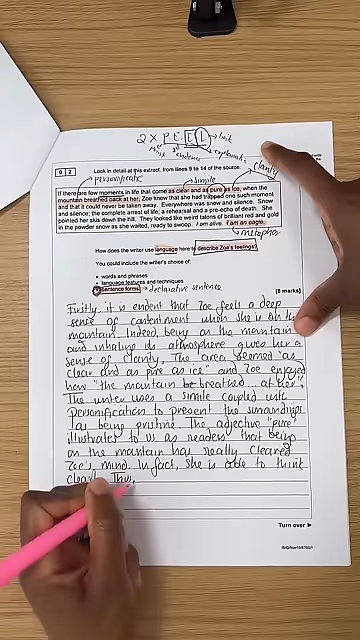 2 X P E E L
Point
evidence
explanation
link
0 2 Look in detail at this extract, from lines 9 to 14 of the source.
personification
simile
clarity
If there are few moments in life that come as clear and as pure as ice, when the
mountain breathed back at her, Zoe knew that she had trapped one such moment
and that it could never be taken away. Everywhere was snow and silence. Snow
and silence; the complete arrest of life; a rehearsal and a pre-echo of death. She
pointed her skis down the hill. They looked like weird talons of brilliant red and gold
in the powder snow as she waited, ready to swoop. I am alive. I am an eagle.
metaphor
How does the writer use language here to describe Zoe's feelings?
You could include the writer's choice of:
• words and phrases
• language features and techniques
• sentence forms. → declarative sentence
[8 marks]
Firstly, it is evident that Zoe feels a deep
sense of contentment when she is on the
mountain. Indeed, being on the mountain
and inhaling its atmosphere gives her a
sense of clarity. The area seemed "as
clear and as pure as ice" and Zoe enjoyed
how "the mountain breathed... at her".
The writer uses a simile coupled with
personification to present the surroundings
as being pristine. The adjective "pure"
illustrates to us as readers that being
on the mountain has really cleared
Zoe's mind. In fact, she is able to think
Turn over ►
IB/G/Nov18/8700/1